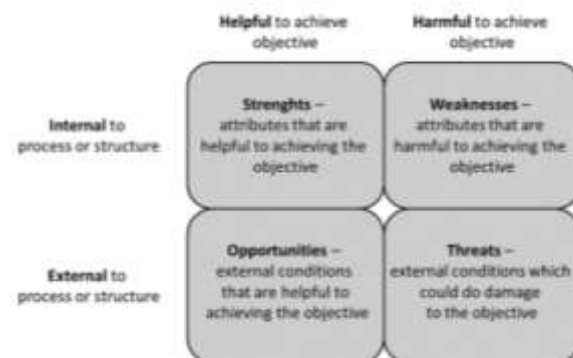 Helpful to achieve
objective
Harmful to achieve
objective
Internal to
process or structure
Strenghts –
attributes that are
helpful to achieving the
objective
Weaknesses –
attributes that are
harmful to achieving the
objective
External to
process or structure
Opportunities –
external conditions
that are helpful to
achieving the objective
Threats –
external conditions which
could do damage
to the objective